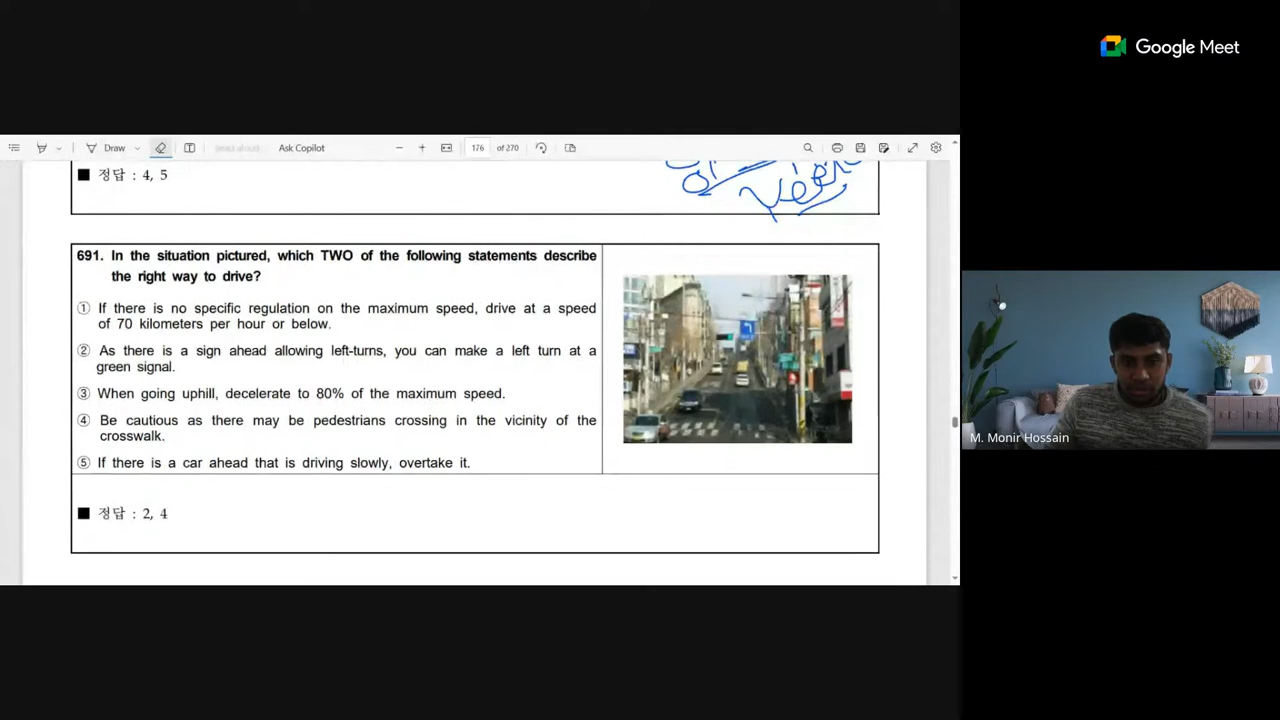 Google Meet
Draw
Ask Copilot
176 of 270
■ 정답 : 4, 5
691. In the situation pictured, which TWO of the following statements describe
the right way to drive?
① If there is no specific regulation on the maximum speed, drive at a speed
of 70 kilometers per hour or below.
② As there is a sign ahead allowing left-turns, you can make a left turn at a
green signal.
③ When going uphill, decelerate to 80% of the maximum speed.
④ Be cautious as there may be pedestrians crossing in the vicinity of the
crosswalk.
⑤ If there is a car ahead that is driving slowly, overtake it.
■ 정답 : 2, 4
M. Monir Hossain